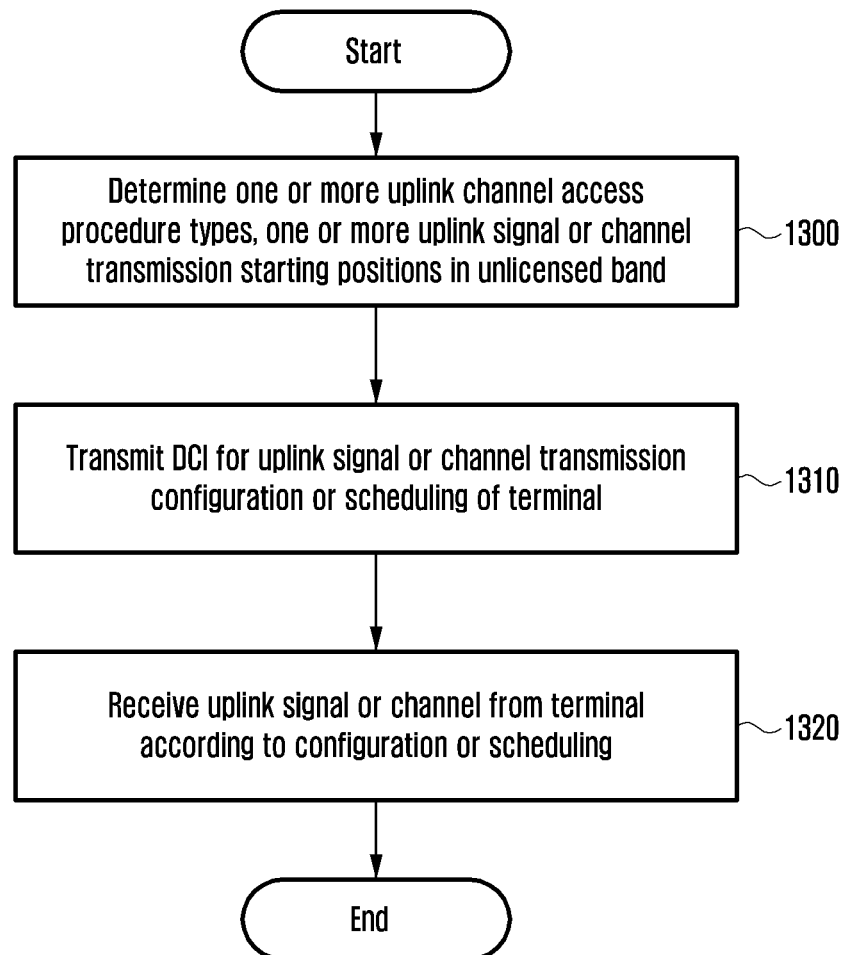 Start
Determine one or more uplink channel access
procedure types, one or more uplink signal or channel
transmission starting positions in unlicensed band
1300
Transmit DCI for uplink signal or channel transmission
configuration or scheduling of terminal
1310
Receive uplink signal or channel from terminal
according to configuration or scheduling
1320
End